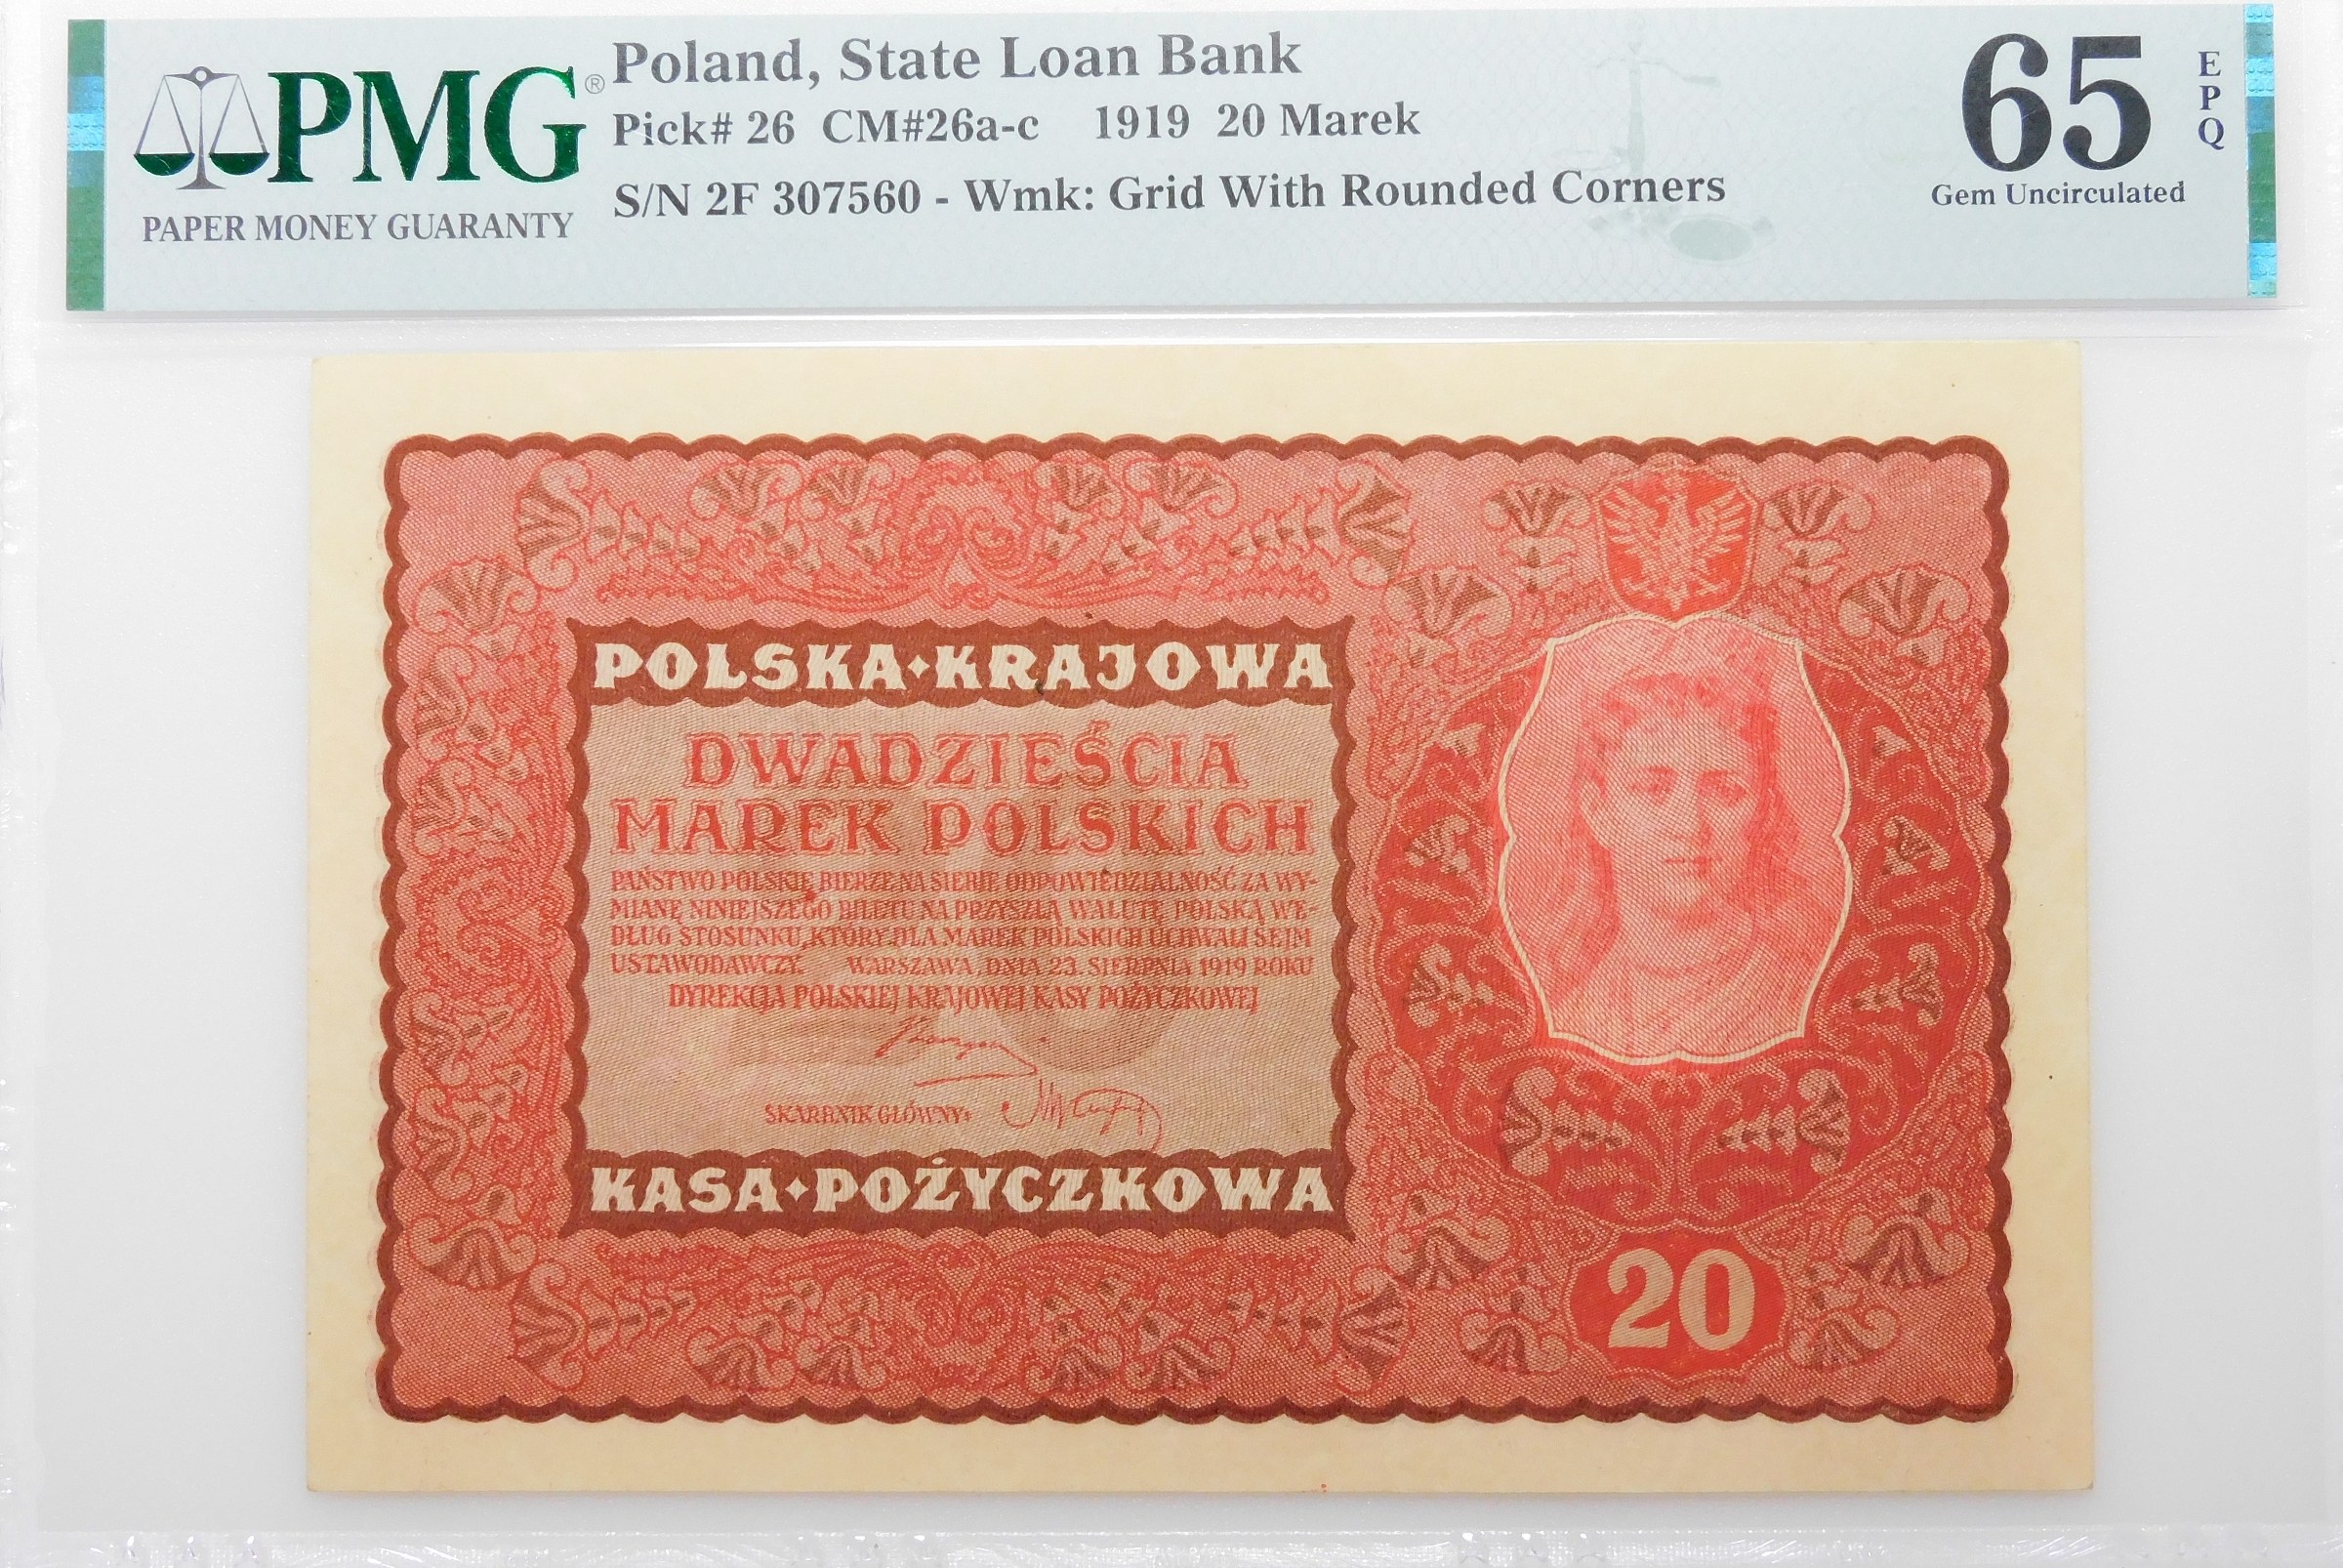 PMG®
PAPER MONEY GUARANTY
Poland, State Loan Bank
Pick# 26 CM#26a-c 1919 20 Marek
S/N 2F 307560 - Wmk: Grid With Rounded Corners
65
EPQ
Gem Uncirculated
POLSKA·KRAJOWA
DWADZIEŚCIA
MAREK POLSKICH
PAŃSTWO POLSKIE BIERZE NA SIEBIE ODPOWIEDZIALNOŚĆ ZA WY-
MIANĘ NINIEJSZEGO BILETU NA PRZYSZŁĄ WALUTĘ POLSKĄ WE-
DŁUG STOSUNKU, KTÓRY DLA MAREK POLSKICH UCHWALI SEJM
USTAWODAWCZY. WARSZAWA, DNIA 23. SIERPNIA 1919 ROKU
DYREKCJA POLSKIEJ KRAJOWEJ KASY POŻYCZKOWEJ
SKARBNIK GŁÓWNY:
KASA·POŻYCZKOWA
20